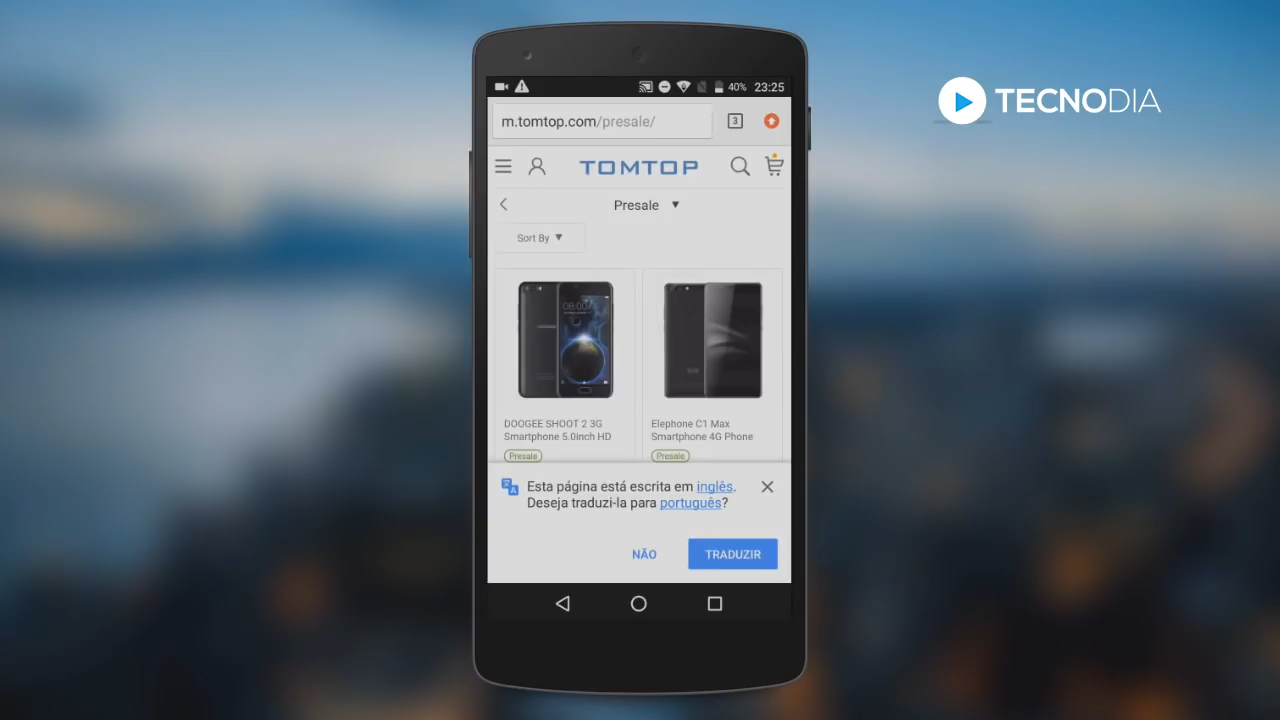 TECNODIA
40% 23:25
m.tomtop.com/presale/
3
TOMTOP
Presale
Sort By
08:00
DOOGEE SHOOT 2 3G
Smartphone 5.0inch HD
Presale
Elephone C1 Max
Smartphone 4G Phone
Presale
Esta página está escrita em inglês.
Deseja traduzi-la para português?
NÃO
TRADUZIR